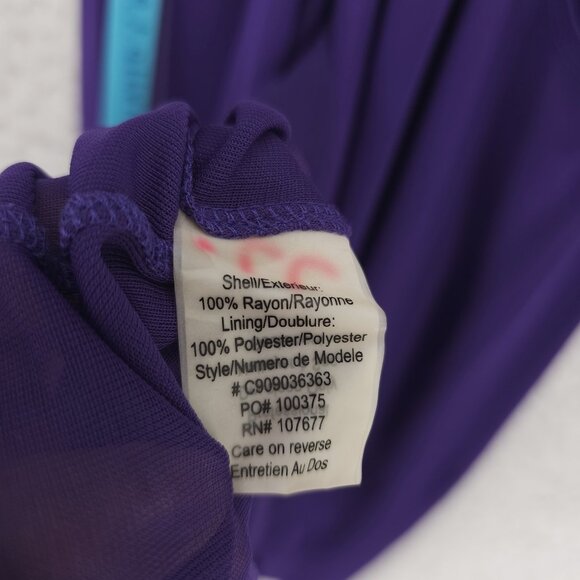 Shell/Exterieur:
100% Rayon/Rayonne
Lining/Doublure:
100% Polyester/Polyester
Style/Numero de Modele
# C909036363
PO# 100375
RN# 107677
Care on reverse
Entretien Au Dos